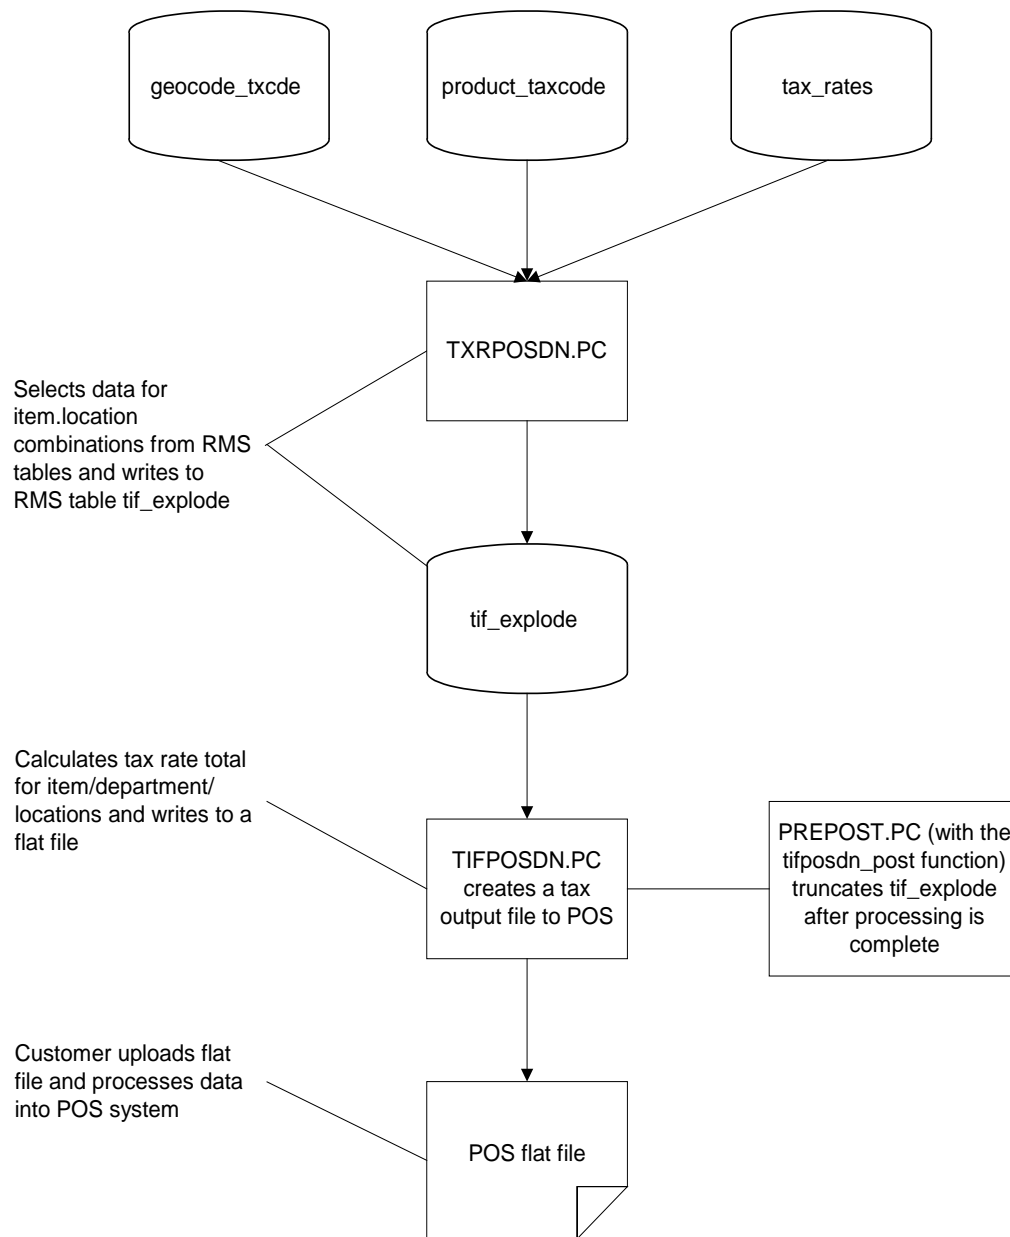 geocode_txcde
product_taxcode
tax_rates
TXRPOSDN.PC
Selects data for
item.location
combinations from RMS
tables and writes to
RMS table tif_explode
tif_explode
Calculates tax rate total
for item/department/
locations and writes to a
flat file
TIFPOSDN.PC
creates a tax
output file to POS
PREPOST.PC (with the
tifposdn_post function)
truncates tif_explode
after processing is
complete
Customer uploads flat
file and processes data
into POS system
POS flat file